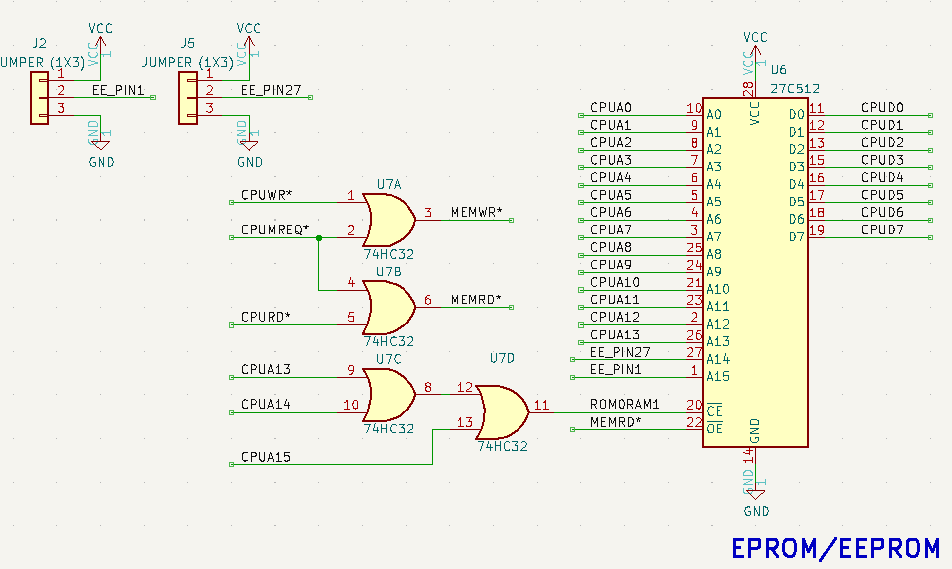 J2
VCC
VCC
1
UMPER (1X3)
1
2
EE_PIN1
3
GND
1
GND
J5
VCC
VCC
1
JUMPER (1X3)
1
2
EE_PIN27
3
GND
1
GND
CPUWR*
1
U7A
3
MEMWR*
CPUMREQ*
2
74HC32
U7B
4
6
MEMRD*
CPURD*
5
74HC32
U7C
CPUA13
9
8
CPUA14
10
74HC32
U7D
12
11
13
74HC32
CPUA15
VCC
VCC
1
U6
27C512
28
VCC
CPUA0 10 A0 D0 11 CPUD0
CPUA1 9 A1 D1 12 CPUD1
CPUA2 8 A2 D2 13 CPUD2
CPUA3 7 A3 D3 15 CPUD3
CPUA4 6 A4 D4 16 CPUD4
CPUA5 5 A5 D5 17 CPUD5
CPUA6 4 A6 D6 18 CPUD6
CPUA7 3 A7 D7 19 CPUD7
CPUA8 25 A8
CPUA9 24 A9
CPUA10 21 A10
CPUA11 23 A11
CPUA12 2 A12
CPUA13 26 A13
EE_PIN27 27 A14
EE_PIN1 1 A15
ROMORAM1 20 CE
MEMRD* 22 OE
GND
14
GND
1
GND
EPROM/EEPROM